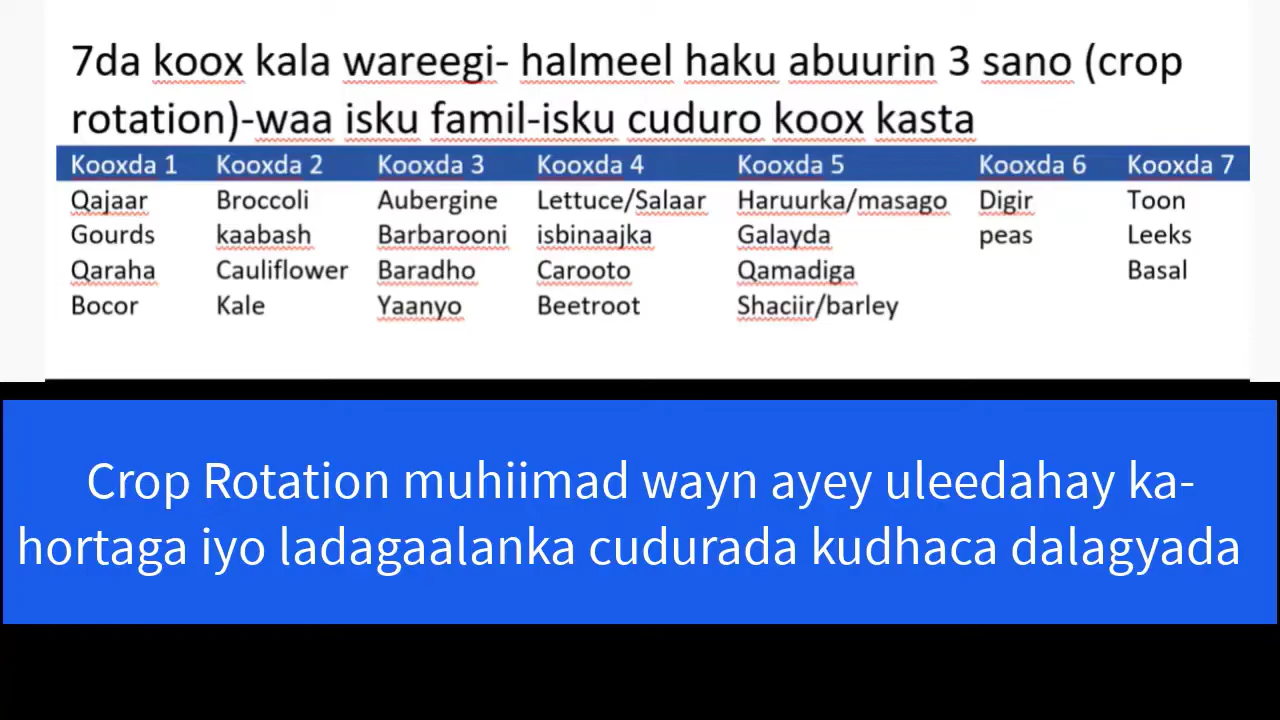 7da koox kala wareegi- halmeel haku abuurin 3 sano (crop
rotation)-waa isku famil-isku cuduro koox kasta
Kooxda 1 Kooxda 2 Kooxda 3 Kooxda 4 Kooxda 5 Kooxda 6 Kooxda 7
Qajaar Broccoli Aubergine Lettuce/Salaar Haruurka/masago Digir Toon
Gourds kaabash Barbarooni isbinaajka Galayda peas Leeks
Qaraha Cauliflower Baradho Carooto Qamadiga Basal
Bocor Kale Yaanyo Beetroot Shaciir/barley
Crop Rotation muhiimad wayn ayey uleedahay ka-
hortaga iyo ladagaalanka cudurada kudhaca dalagyada